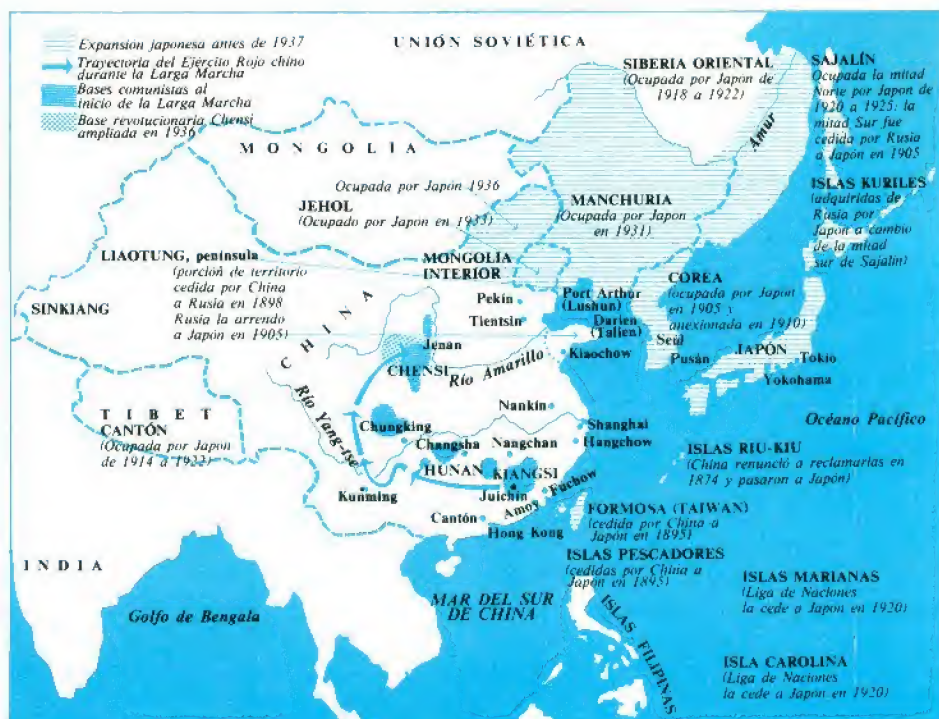 Expansión japonesa antes de 1937
Trayectoria del Ejército Rojo chino
durante la Larga Marcha
Bases comunistas al
inicio de la Larga Marcha
Base revolucionaria Chensi
ampliada en 1936
UNIÓN SOVIÉTICA
SIBERIA ORIENTAL
(Ocupada por Japón de
1918 a 1922)
SAJALÍN
Ocupada la mitad
Norte por Japon de
1920 a 1925: la
mitad Sur fue
cedida por Rusia
a Japón en 1905
Amur
MONGOLIA
Ocupada por Japón 1936
JEHOL
(Ocupado por Japon en 1933)
MANCHURIA
(Ocupada por Japon
en 1931)
ISLAS KURILES
(adquiridas de
Rusia por
Japón a cambio
de la mitad
sur de Sajalín)
LIAOTUNG, península
(porción de territorio
cedida por China
a Rusia en 1898
Rusia la arrendo
a Japón en 1905)
MONGOLIA
INTERIOR
SINKIANG
CHINA
Pekín
Tientsin
Port Arthur
(Lushun)
Darien
(Talien)
COREA
(ocupada por Japón
en 1905 y
anexionada en 1910)
Seúl
Pusán
JAPÓN
Tokio
Yokohama
Jenan
CHENSI
Río Amarillo
Kiaochow
TIBET
CANTÓN
(Ocupada por Japon
de 1914 a 1922)
Río Yang-tse
Nankín
Chungking
Changsha
Nangchan
Shanghai
Hangchow
Océano Pacífico
HUNAN
KIANGSI
Kunming
Juichin
Fuchow
Amoy
Cantón
Hong Kong
ISLAS RIU-KIU
(China renunció a reclamarlas en
1874 y pasaron a Japón)
FORMOSA (TAIWAN)
(cedida por China a
Japón en 1895)
ISLAS PESCADORES
(cedidas por China a
Japón en 1895)
INDIA
Golfo de Bengala
MAR DEL SUR
DE CHINA
ISLAS FILIPINAS
ISLAS MARIANAS
(Liga de Naciones
la cede a Japón en 1920)
ISLA CAROLINA
(Liga de Naciones
la cede a Japón en 1920)